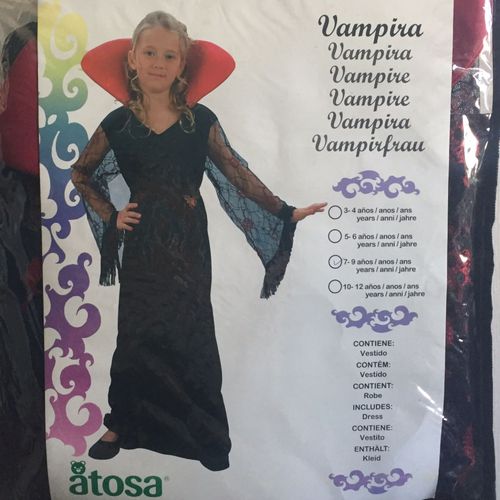 Vampira
Vampira
Vampire
Vampire
Vampira
Vampirfrau
3- 4 años / anos / ans
years / anni / jahre
5- 6 años / anos / ans
years / anni / jahre
7- 9 años / anos / ans
years / anni / jahre
10- 12 años / anos / ans
years / anni / jahre
CONTIENE:
Vestido
CONTÉM:
Vestido
CONTIENT:
Robe
INCLUDES:
Dress
CONTIENE:
Vestito
ENTHÄLT:
Kleid
atosa®